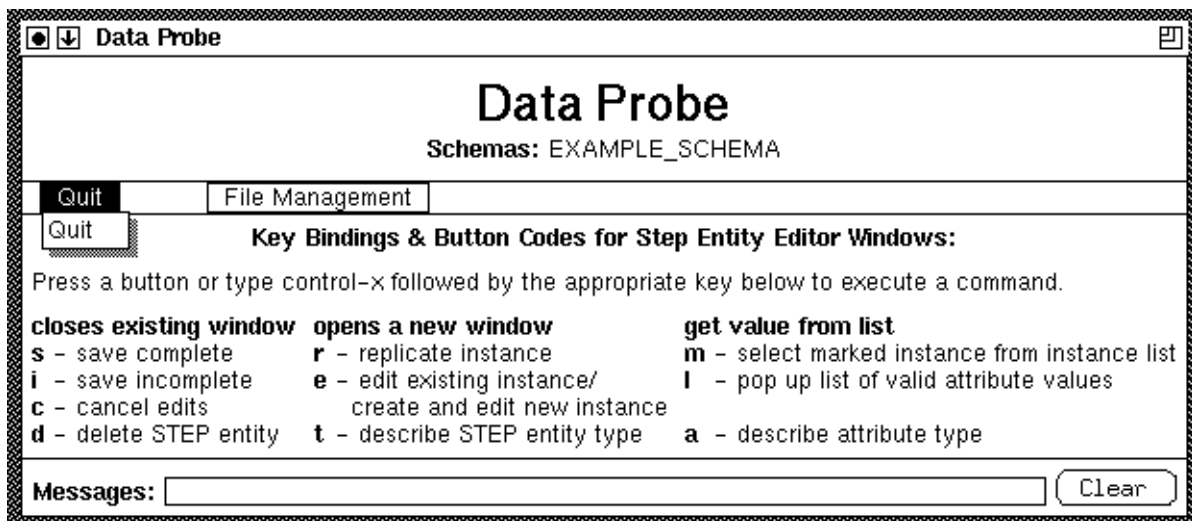 Data Probe
Data Probe
Schemas: EXAMPLE_SCHEMA
Quit File Management
Quit
Key Bindings & Button Codes for Step Entity Editor Windows:
Press a button or type control-x followed by the appropriate key below to execute a command.
closes existing window opens a new window get value from list
s - save complete r - replicate instance m - select marked instance from instance list
i - save incomplete e - edit existing instance/ l - pop up list of valid attribute values
c - cancel edits create and edit new instance
d - delete STEP entity t - describe STEP entity type a - describe attribute type
Messages: Clear